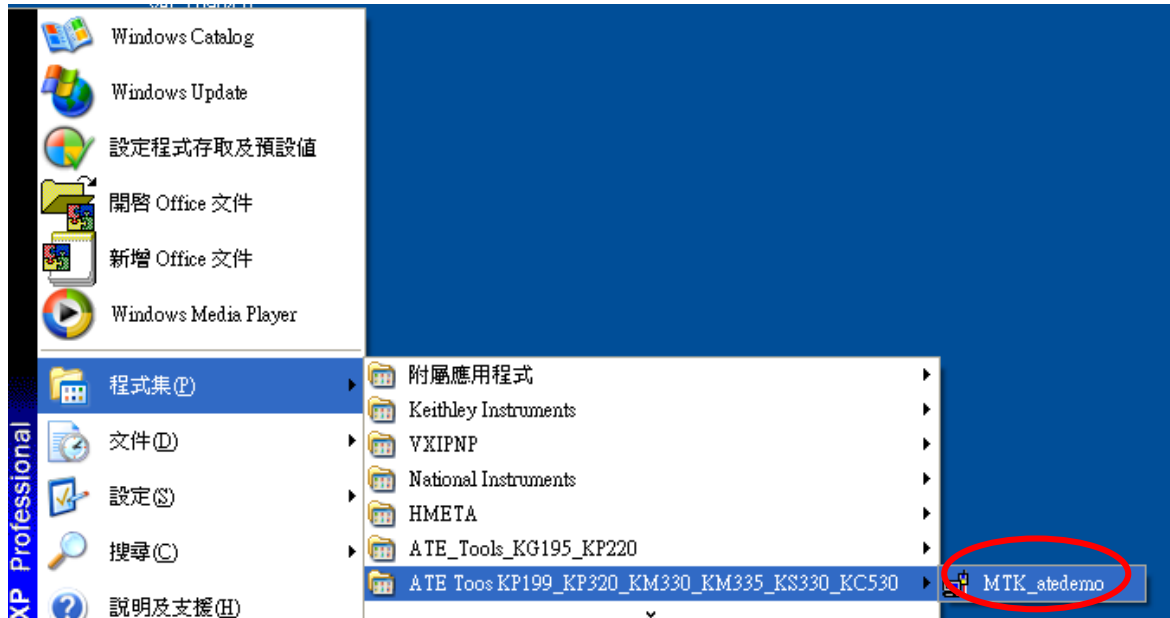 Windows Catalog
Windows Update
設定程式存取及預設值
開啓 Office 文件
新增 Office 文件
Windows Media Player
程式集(P)
文件(D)
設定(S)
搜尋(C)
說明及支援(H)
XP Professional
附屬應用程式
Keithley Instruments
VXIPNP
National Instruments
HMETA
ATE_Tools_KG195_KP220
ATE Toos KP199_KP320_KM330_KM335_KS330_KC530
MTK_atedemo